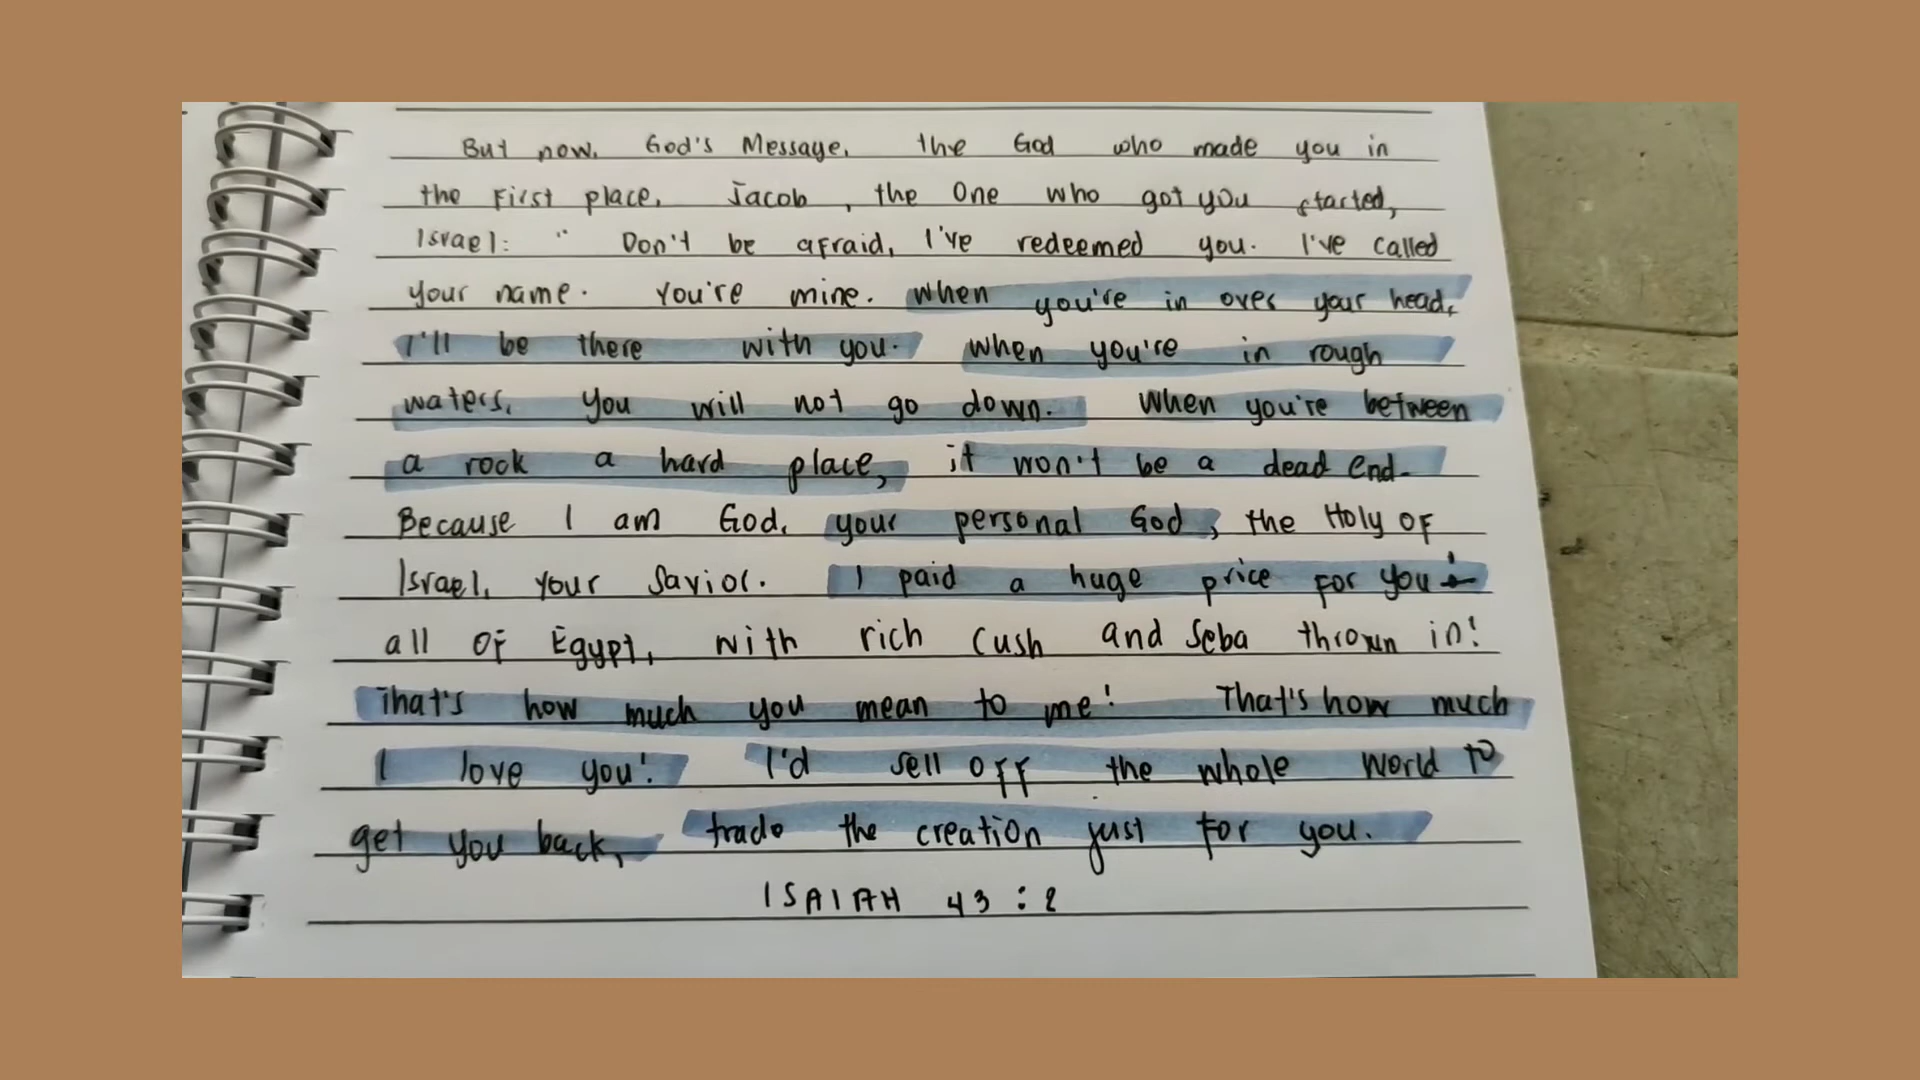 But now, God's Message, the God who made you in
the First place, Jacob, the One who got you started,
Israel: " Don't be afraid, I've redeemed you. I've called
your name. You're mine. When you're in over your head,
I'll be there with you. When you're in rough
waters, you will not go down. When you're between
a rock a hard place, it won't be a dead end-
Because I am God, your personal God, the Holy of
Israel, your Savior. I paid a huge price for you:
all of Egypt, with rich Cush and Seba thrown in!
That's how much you mean to me! That's how much
I love you! I'd sell off the whole world to
get you back, trade the creation just for you.
ISAIAH 43:2